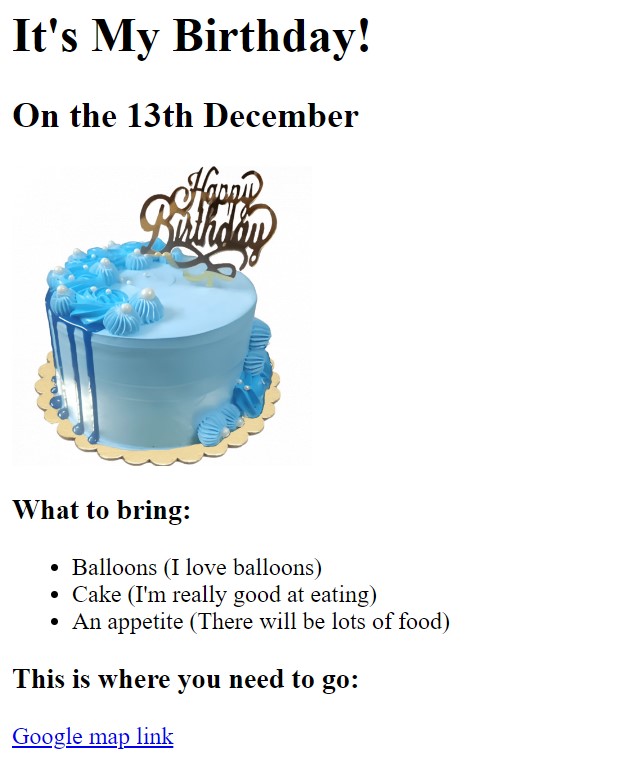 It's My Birthday!
On the 13th December
Happy
Birthday
What to bring:
Balloons (I love balloons)
Cake (I'm really good at eating)
An appetite (There will be lots of food)
This is where you need to go:
Google map link